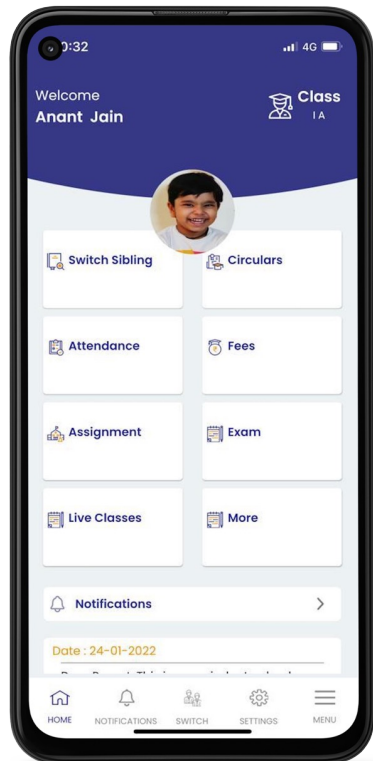 0:32
4G
Welcome
Anant Jain
Class
I A
Switch Sibling
Circulars
Attendance
Fees
Assignment
Exam
Live Classes
More
Notifications
Date : 24-01-2022
HOME
NOTIFICATIONS
SWITCH
SETTINGS
MENU